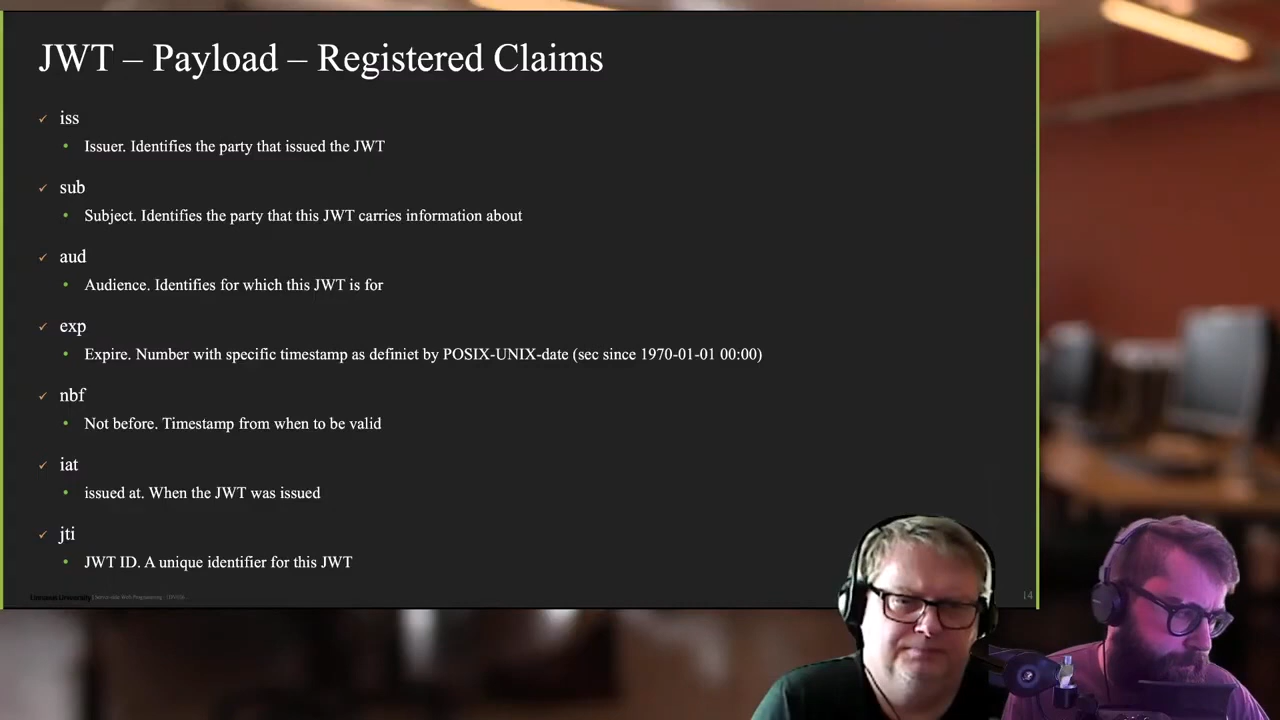 JWT – Payload – Registered Claims
iss
Issuer. Identifies the party that issued the JWT
sub
Subject. Identifies the party that this JWT carries information about
aud
Audience. Identifies for which this JWT is for
exp
Expire. Number with specific timestamp as definiet by POSIX-UNIX-date (sec since 1970-01-01 00:00)
nbf
Not before. Timestamp from when to be valid
iat
issued at. When the JWT was issued
jti
JWT ID. A unique identifier for this JWT
Linnaeus University
14